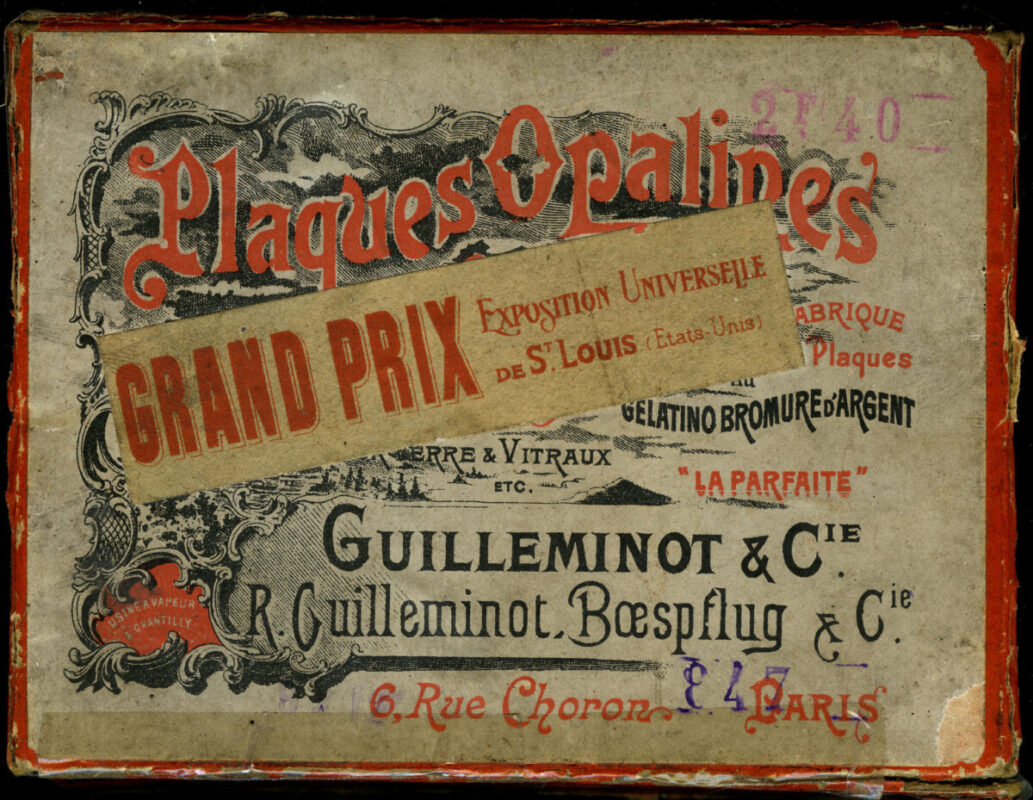 2F40
Plaques Opalines
GRAND PRIX
EXPOSITION UNIVERSELLE
DE ST. LOUIS (Etats-Unis)
ABRIQUE
Plaques
au
GELATINO BROMURE D'ARGENT
ERRE & VITRAUX
ETC.
"LA PARFAITE"
GUILLEMINOT & CIE.
R. Guilleminot, Bœspflug & Cie.
USINE A VAPEUR
A CHANTILLY
6, Rue Choron PARIS